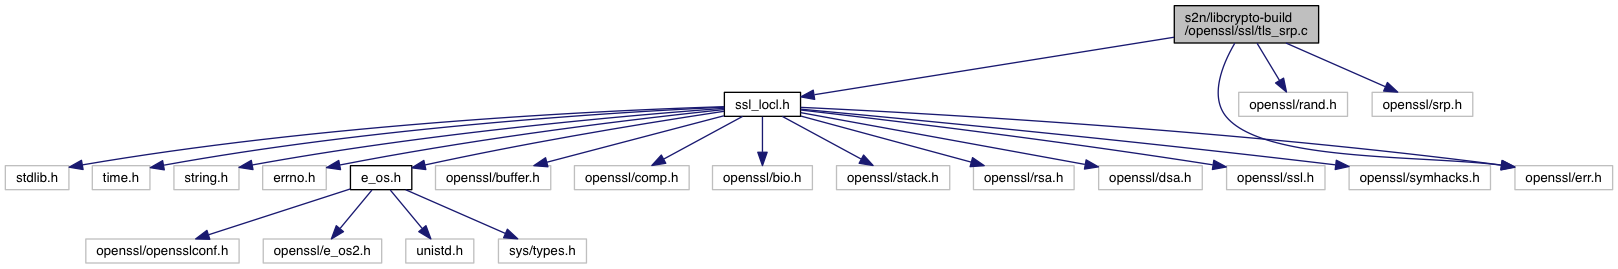 s2n/libcrypto-build
/openssl/ssl/tls_srp.c
ssl_locl.h
openssl/rand.h
openssl/srp.h
stdlib.h
time.h
string.h
errno.h
e_os.h
openssl/buffer.h
openssl/comp.h
openssl/bio.h
openssl/stack.h
openssl/rsa.h
openssl/dsa.h
openssl/ssl.h
openssl/symhacks.h
openssl/err.h
openssl/opensslconf.h
openssl/e_os2.h
unistd.h
sys/types.h